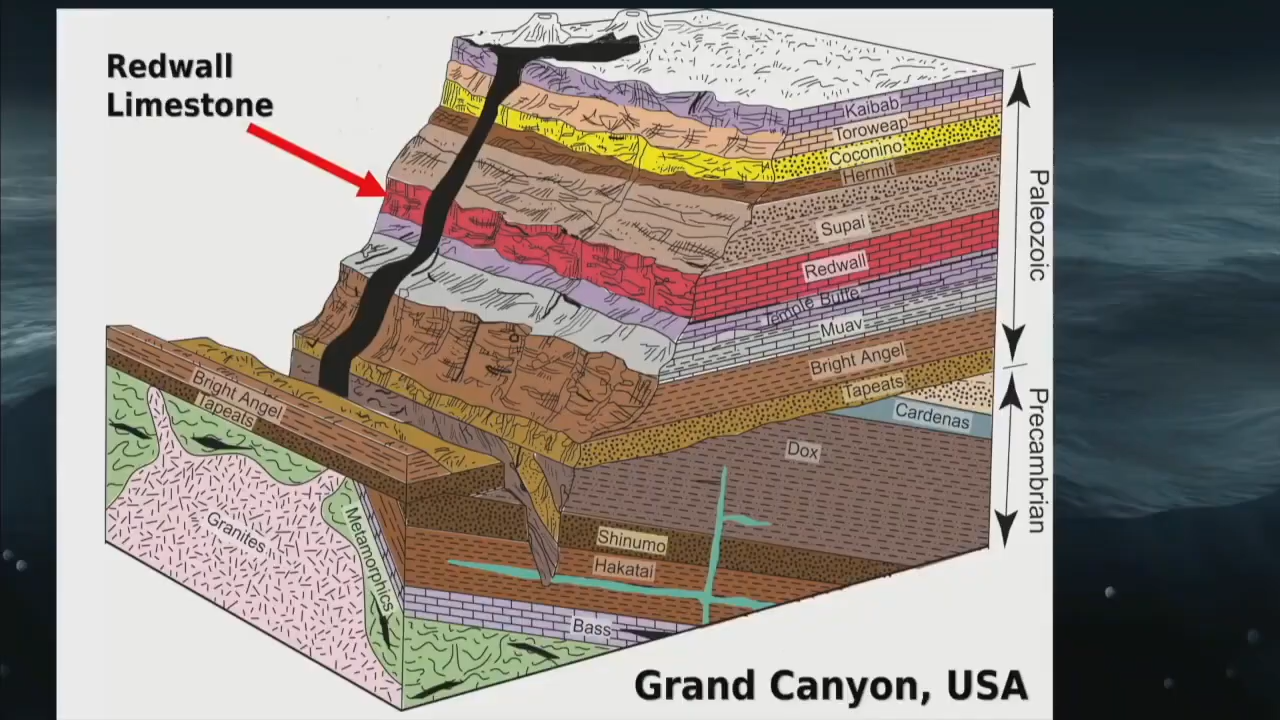 Redwall
Limestone
Kaibab
Toroweap
Coconino
Hermit
Supai
Redwall
Temple Butte
Muav
Bright Angel
Tapeats
Cardenas
Dox
Shinumo
Hakatai
Bass
Bright Angel
Tapeats
Granites
Metamorphics
Paleozoic
Precambrian
Grand Canyon, USA